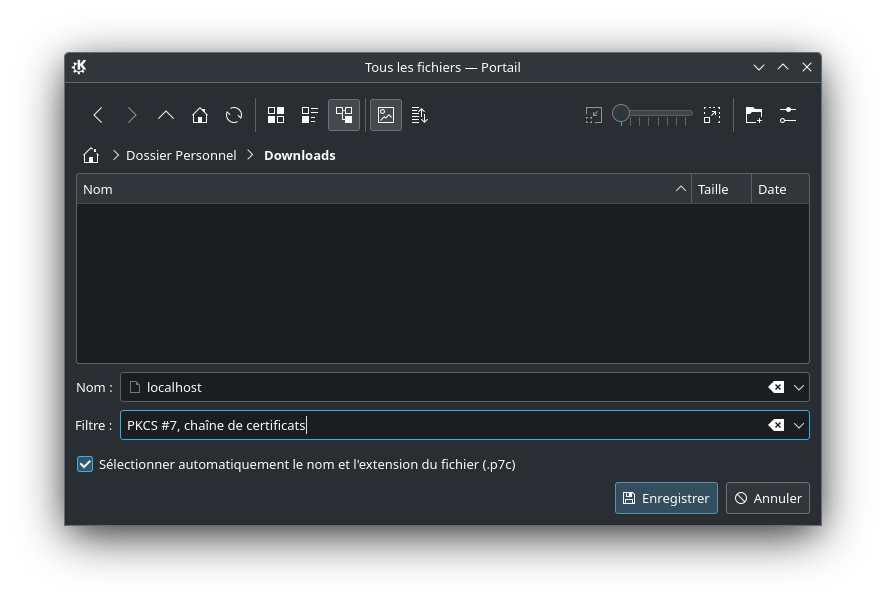 Tous les fichiers — Portail
Dossier Personnel Downloads
Nom Taille Date
Nom : localhost
Filtre : PKCS #7, chaîne de certificats
Sélectionner automatiquement le nom et l'extension du fichier (.p7c)
Enregistrer Annuler